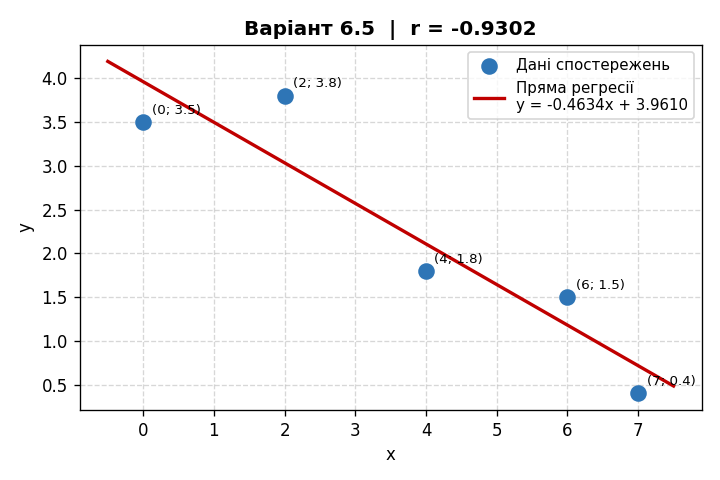 Варіант 6.5 | r = -0.9302
Дані спостережень
Пряма регресії
y = -0.4634x + 3.9610
(0; 3.5)
(2; 3.8)
(4; 1.8)
(6; 1.5)
(7; 0.4)
4.0
3.5
3.0
2.5
2.0
1.5
1.0
0.5
y
0 1 2 3 4 5 6 7
x